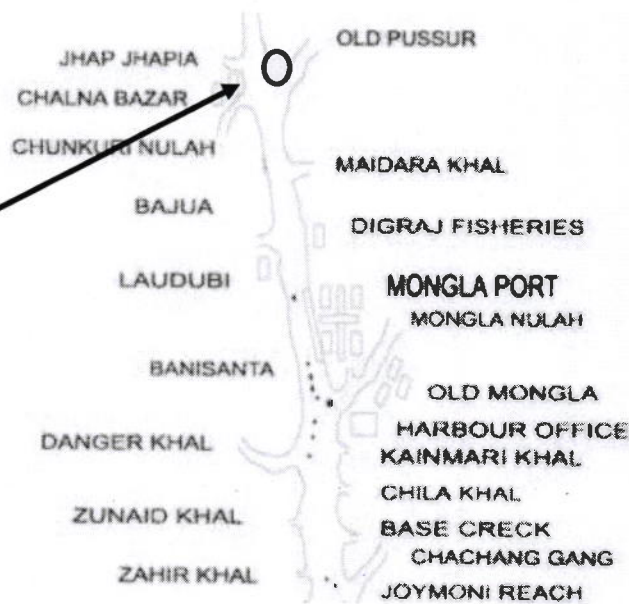 OLD PUSSUR
JHAP JHAPIA
CHALNA BAZAR
CHUNKURI NULAH
MAIDARA KHAL
BAJUA
DIGRAJ FISHERIES
LAUDUBI
MONGLA PORT
MONGLA NULAH
BANISANTA
OLD MONGLA
HARBOUR OFFICE
DANGER KHAL
KAINMARI KHAL
CHILA KHAL
ZUNAID KHAL
BASE CRECK
CHACHANG GANG
ZAHIR KHAL
JOYMONI REACH